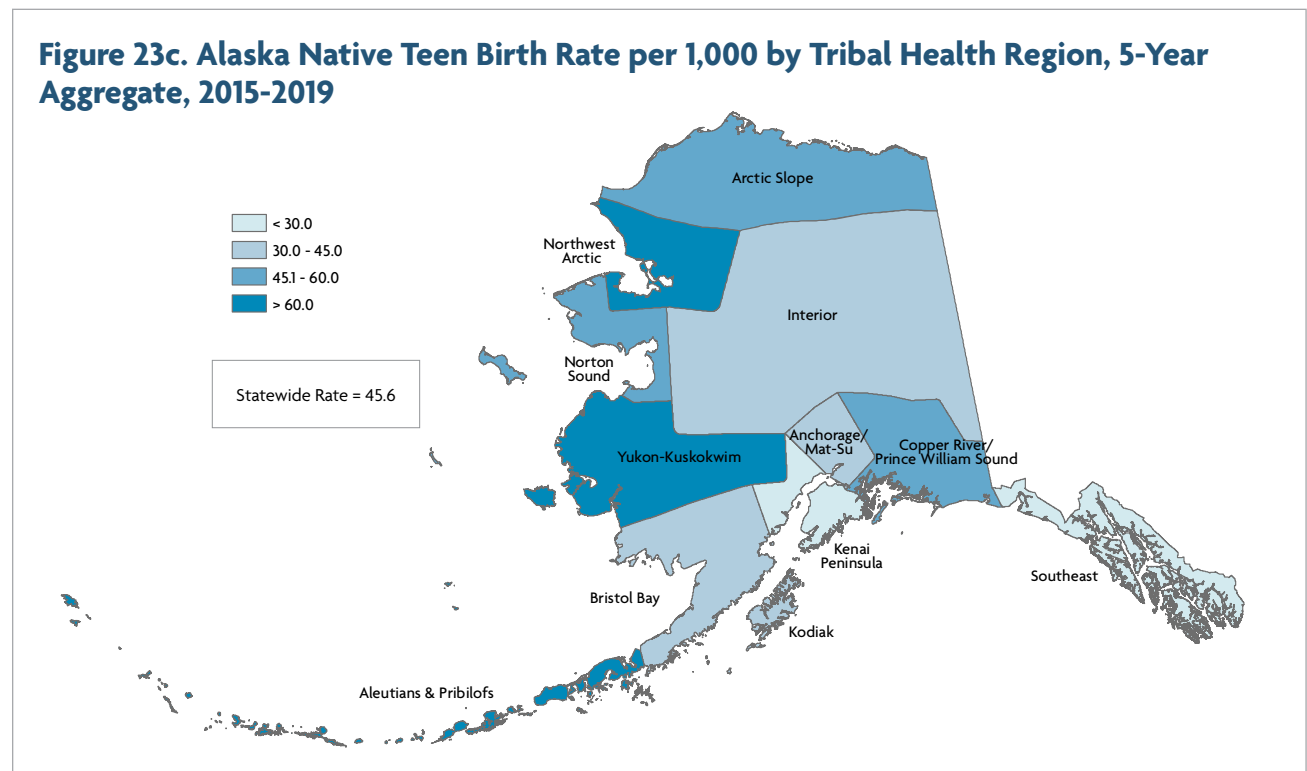 Figure 23c. Alaska Native Teen Birth Rate per 1,000 by Tribal Health Region, 5-Year
Aggregate, 2015-2019
Arctic Slope
< 30.0
30.0 - 45.0
45.1 - 60.0
> 60.0
Northwest
Arctic
Interior
Norton
Sound
Statewide Rate = 45.6
Anchorage/
Mat-Su
Copper River/
Prince William Sound
Yukon-Kuskokwim
Kenai
Peninsula
Southeast
Bristol Bay
Kodiak
Aleutians & Pribilofs